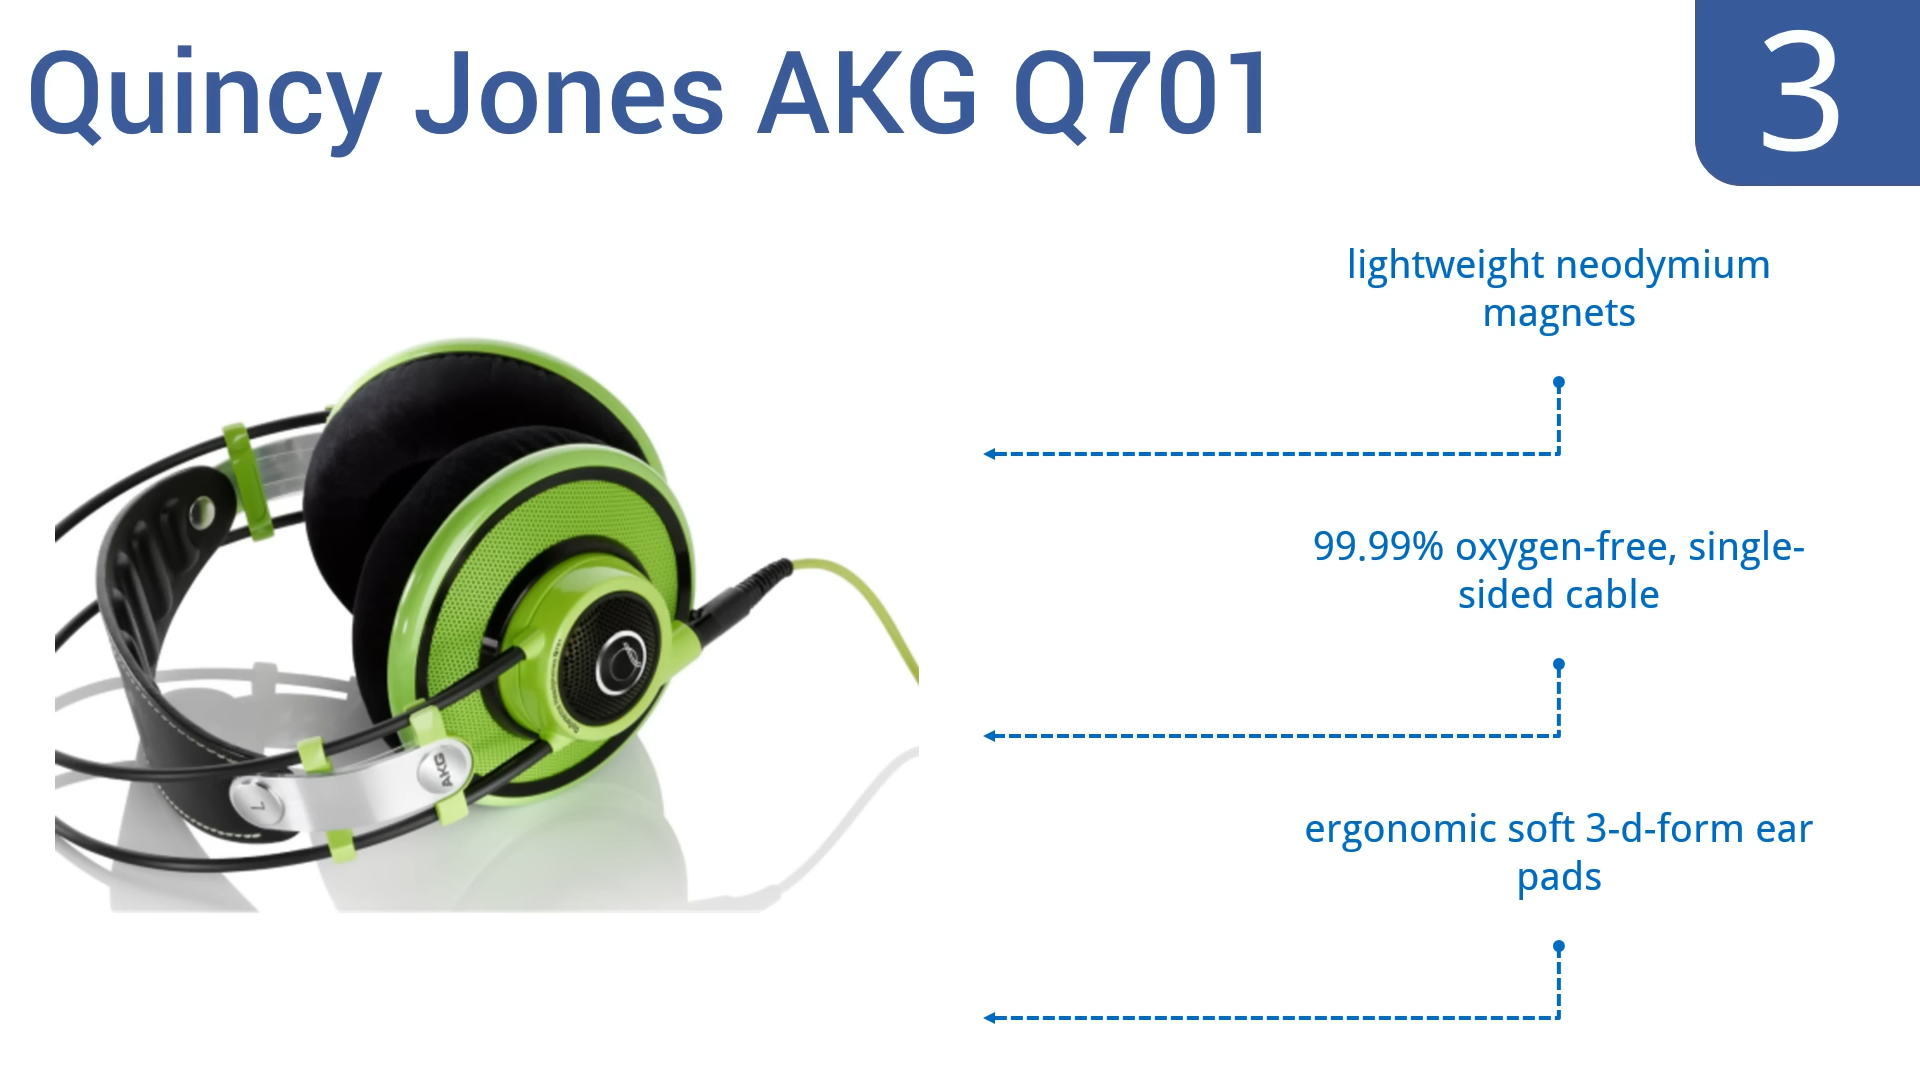 Quincy Jones AKG Q701
3
lightweight neodymium
magnets
99.99% oxygen-free, single-
sided cable
ergonomic soft 3-d-form ear
pads
AKG
L